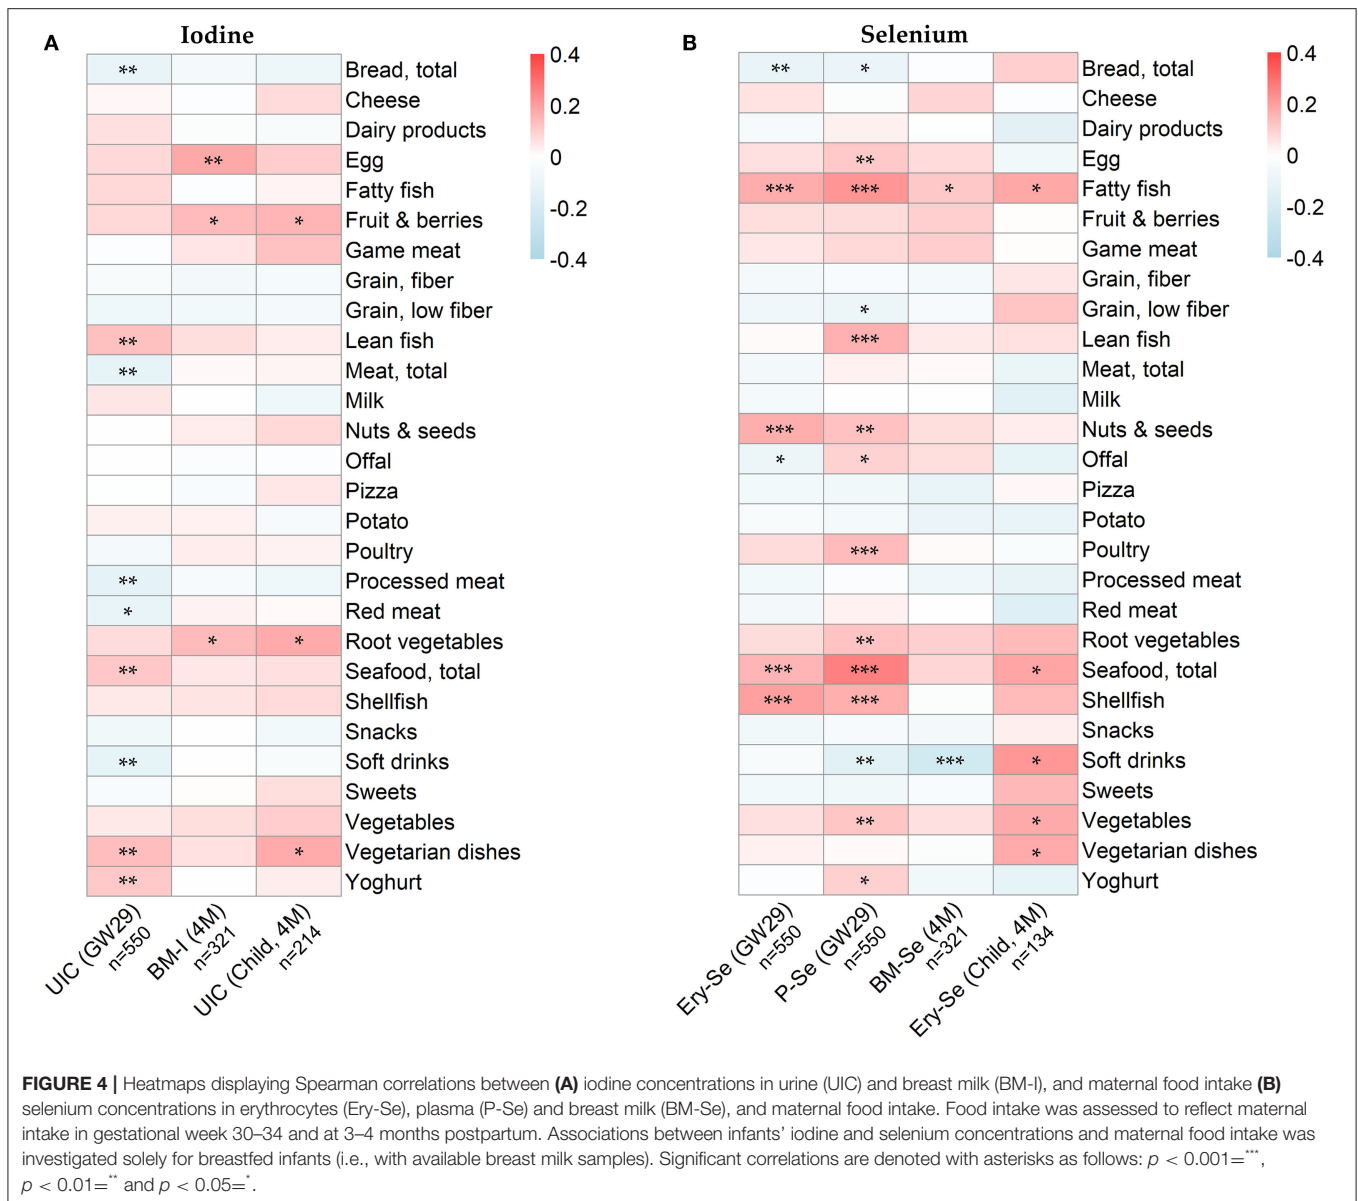 A
Iodine
**
Bread, total
Cheese
Dairy products
**
Egg
Fatty fish
* *
Fruit & berries
Game meat
Grain, fiber
Grain, low fiber
**
Lean fish
**
Meat, total
Milk
Nuts & seeds
Offal
Pizza
Potato
Poultry
**
Processed meat
*
Red meat
* *
Root vegetables
**
Seafood, total
Shellfish
Snacks
**
Soft drinks
Sweets
Vegetables
** *
Vegetarian dishes
**
Yoghurt
0.4
0.2
0
-0.2
-0.4
UIC (GW29)
n=550
BM-I (4M)
n=321
UIC (Child, 4M)
n=214
B
Selenium
** *
Bread, total
Cheese
Dairy products
**
Egg
*** *** * *
Fatty fish
Fruit & berries
Game meat
Grain, fiber
*
Grain, low fiber
***
Lean fish
Meat, total
Milk
*** **
Nuts & seeds
* *
Offal
Pizza
Potato
***
Poultry
Processed meat
Red meat
**
Root vegetables
*** *** *
Seafood, total
*** ***
Shellfish
Snacks
** *** *
Soft drinks
Sweets
** *
Vegetables
*
Vegetarian dishes
*
Yoghurt
0.4
0.2
0
-0.2
-0.4
Ery-Se (GW29)
n=550
P-Se (GW29)
n=550
BM-Se (4M)
n=321
Ery-Se (Child, 4M)
n=134
FIGURE 4 | Heatmaps displaying Spearman correlations between (A) iodine concentrations in urine (UIC) and breast milk (BM-I), and maternal food intake (B)
selenium concentrations in erythrocytes (Ery-Se), plasma (P-Se) and breast milk (BM-Se), and maternal food intake. Food intake was assessed to reflect maternal
intake in gestational week 30–34 and at 3–4 months postpartum. Associations between infants' iodine and selenium concentrations and maternal food intake was
investigated solely for breastfed infants (i.e., with available breast milk samples). Significant correlations are denoted with asterisks as follows: p < 0.001=***,
p < 0.01=** and p < 0.05=*.